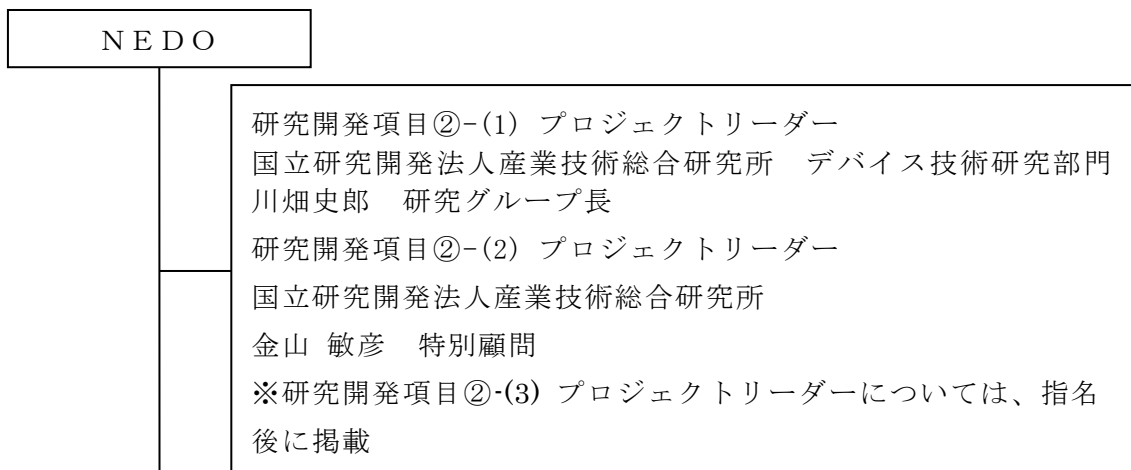 ＮＥＤＯ
研究開発項目②-(1) プロジェクトリーダー
国立研究開発法人産業技術総合研究所　デバイス技術研究部門
川畑史郎　研究グループ長
研究開発項目②-(2) プロジェクトリーダー
国立研究開発法人産業技術総合研究所
金山 敏彦　特別顧問
※研究開発項目②-(3) プロジェクトリーダーについては、指名
後に掲載